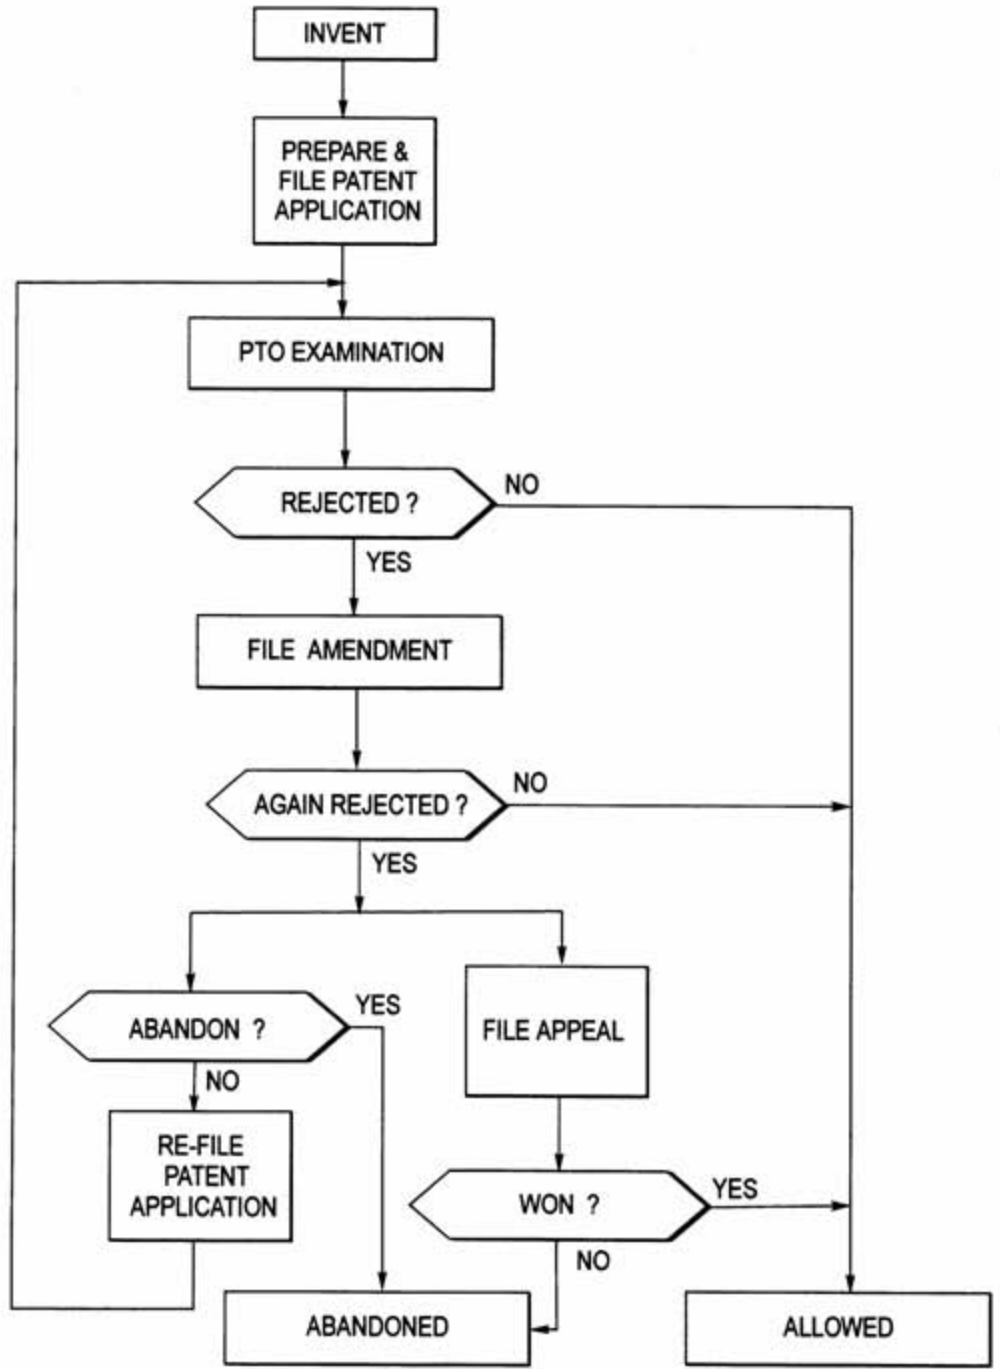 INVENT
PREPARE &
FILE PATENT
APPLICATION
PTO EXAMINATION
REJECTED ?
NO
YES
FILE AMENDMENT
AGAIN REJECTED ?
NO
YES
ABANDON ?
YES
NO
FILE APPEAL
RE-FILE
PATENT
APPLICATION
WON ?
YES
NO
ABANDONED
ALLOWED